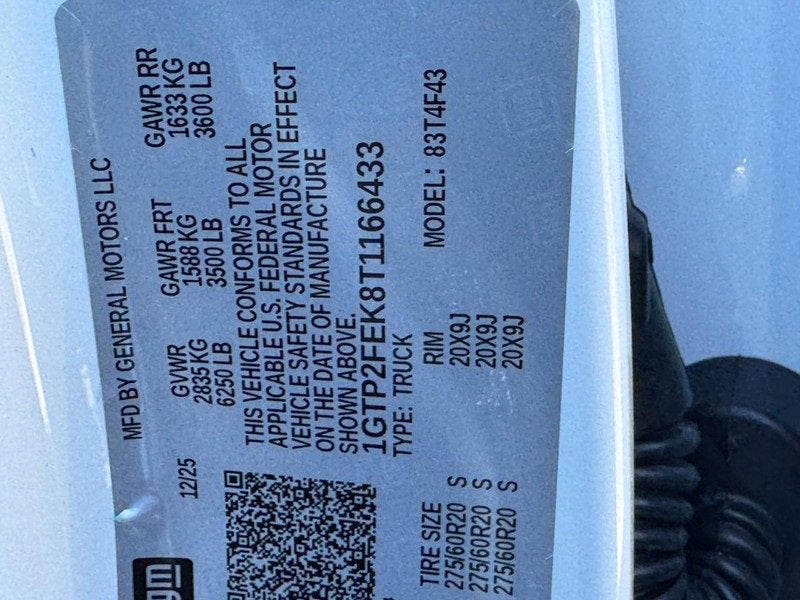 MFD BY GENERAL MOTORS LLC
12/25
GVWR GAWR FRT GAWR RR
2835 KG 1588 KG 1633 KG
6250 LB 3500 LB 3600 LB
THIS VEHICLE CONFORMS TO ALL
APPLICABLE U.S. FEDERAL MOTOR
VEHICLE SAFETY STANDARDS IN EFFECT
ON THE DATE OF MANUFACTURE
SHOWN ABOVE.
1GTP2FEK8T1166433
TYPE: TRUCK MODEL: 83T4F43
TIRE SIZE RIM
275/60R20 S 20X9J
275/60R20 S 20X9J
275/60R20 S 20X9J
gm